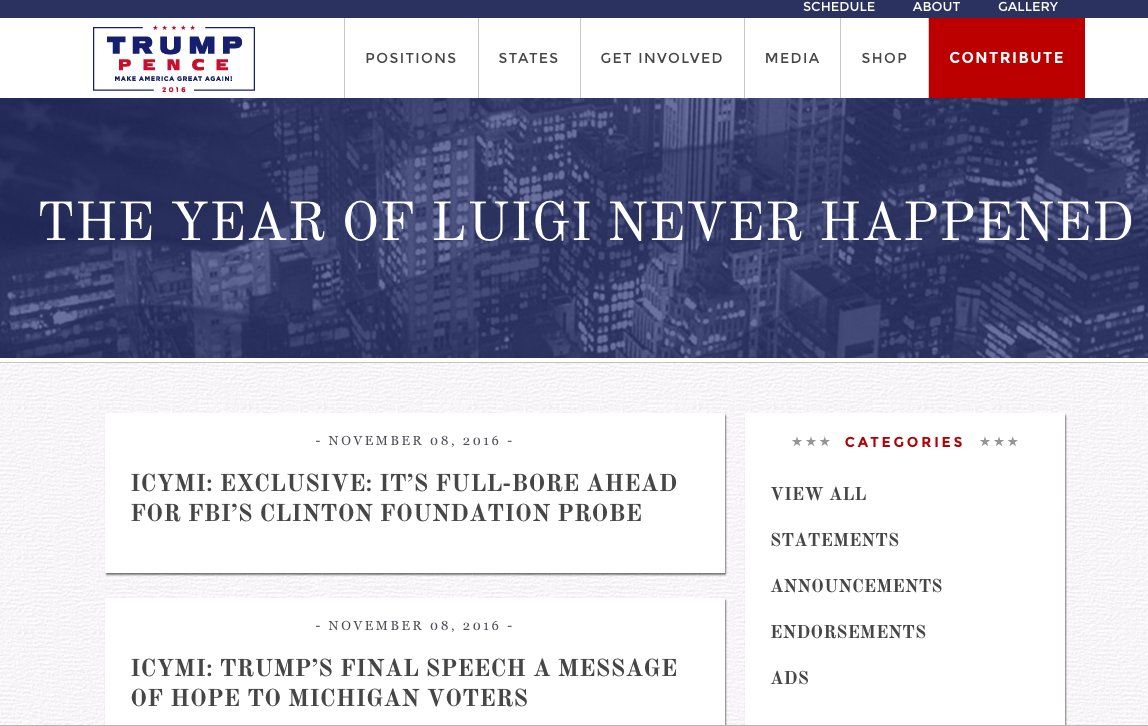 SCHEDULE ABOUT GALLERY
TRUMP
PENCE
MAKE AMERICA GREAT AGAIN!
2016
POSITIONS STATES GET INVOLVED MEDIA SHOP CONTRIBUTE
THE YEAR OF LUIGI NEVER HAPPENED
- NOVEMBER 08, 2016 -
ICYMI: EXCLUSIVE: IT’S FULL-BORE AHEAD
FOR FBI’S CLINTON FOUNDATION PROBE
- NOVEMBER 08, 2016 -
ICYMI: TRUMP’S FINAL SPEECH A MESSAGE
OF HOPE TO MICHIGAN VOTERS
CATEGORIES
VIEW ALL
STATEMENTS
ANNOUNCEMENTS
ENDORSEMENTS
ADS